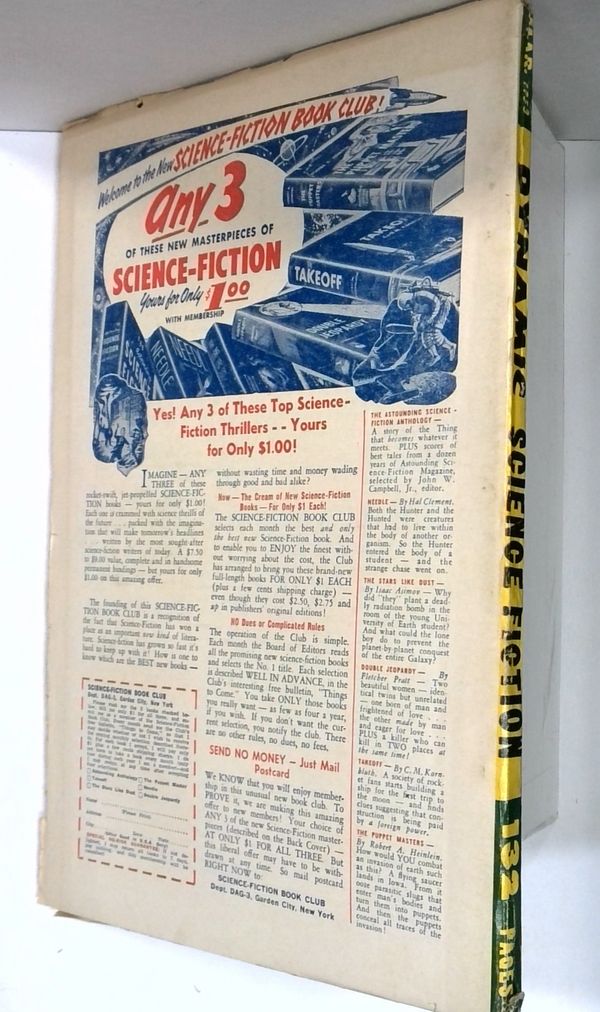 Welcome to the New SCIENCE-FICTION BOOK CLUB!
any 3
OF THESE NEW MASTERPIECES OF
SCIENCE-FICTION
Yours for Only $1.00
WITH MEMBERSHIP
THE PUPPET MASTERS
TAKEOFF
TAKEOFF
DOUBLE JEOPARDY
NEEDLE
Yes! Any 3 of These Top Science-
Fiction Thrillers - - Yours
for Only $1.00!
IMAGINE — ANY
THREE of these
rocket-swift, jet-propelled SCIENCE-FIC-
TION books — yours for only $1.00!
Each one is crammed with science thrills of
the future . . . packed with the imagina-
tion that will make tomorrow's headlines
. . . written by the most sought after
science-fiction writers of today. A $7.50
to $9.00 value, complete in handsome
permanent bindings — but yours for only
$1.00 on this amazing offer.
The founding of this SCIENCE-FIC-
TION BOOK CLUB is a recognition of
the fact that Science-Fiction has won a
place as an important new kind of litera-
ture. Science-fiction has grown so fast it's
hard to keep up with it! How is one to
know which are the BEST new books —
SCIENCE-FICTION BOOK CLUB
Dept. DAG-3, Garden City, New York
The Puppet Masters
Needle
The Stars Like Dust
Double Jeopardy
Name
(Please Print)
Address
City
State
without wasting time and money wading
through good and bad alike?
Now — The Cream of New Science-Fiction
Books — For Only $1 Each!
The SCIENCE-FICTION BOOK CLUB
selects each month the best and only
the best new Science-Fiction book. And
to enable you to ENJOY the finest with-
out worrying about the cost, the Club
has arranged to bring you these brand-new
full-length books FOR ONLY $1 EACH
(plus a few cents shipping charge) —
even though they cost $2.50, $2.75 and
up in publishers' original editions!
NO Dues or Complicated Rules
The operation of the Club is simple.
Each month the Board of Editors reads
all the promising new science-fiction books
and selects the No. 1 title. Each selection
is described WELL IN ADVANCE, in the
Club's interesting free bulletin, "Things
to Come." You take ONLY those books
you really want — as few as four a year,
if you wish. If you don't want the cur-
rent selection, you notify the club. There
are no other rules, no dues, no fees,
SEND NO MONEY — Just Mail
Postcard
We KNOW that you will enjoy member-
ship in this unusual new book club. To
PROVE it, we are making this amazing
offer to new members! Your choice of
ANY 3 of the new Science-Fiction master-
pieces (described on the Back Cover) —
AT ONLY $1 FOR ALL THREE. But
this liberal offer may have to be with-
drawn at any time. So mail postcard
RIGHT NOW to:
SCIENCE-FICTION BOOK CLUB
Dept. DAG-3, Garden City, New York
THE ASTOUNDING SCIENCE-
FICTION ANTHOLOGY —
A story of the Thing
that becomes whatever it
meets. PLUS scores of
best tales from a dozen
years of Astounding Sci-
ence-Fiction Magazine,
selected by John W.
Campbell, Jr., editor.
NEEDLE — By Hal Clement.
Both the Hunter and the
Hunted were creatures
that had to live within
the body of another or-
ganism. So the Hunter
entered the body of a
student — and the
strange chase went on.
THE STARS LIKE DUST —
By Isaac Asimov — Why
did "they" plant a dead-
ly radiation bomb in the
room of the young Uni-
versity of Earth student?
And what could the lone
boy do to prevent the
planet-by-planet conquest
of the entire Galaxy?
DOUBLE JEOPARDY — By
Fletcher Pratt — Two
beautiful women — iden-
tical twins but unrelated
— one born of man and
frightened of love . . .
the other made by man
and eager for love . . .
PLUS a killer who can
kill in TWO places at
the same time!
TAKEOFF — By C. M. Korn-
bluth. A society of rock-
et fans starts building a
ship for the first trip to
the moon — and finds
clues suggesting that con-
struction is being paid
by a foreign power.
THE PUPPET MASTERS —
By Robert A. Heinlein.
How would YOU combat
an invasion of earth such
as this? A flying saucer
lands in Iowa. From it
ooze parasitic slugs that
enter man's bodies and
turn them into puppets.
And then the puppets
conceal all traces of the
invasion!
DYNAMIC SCIENCE FICTION 132 PAGES